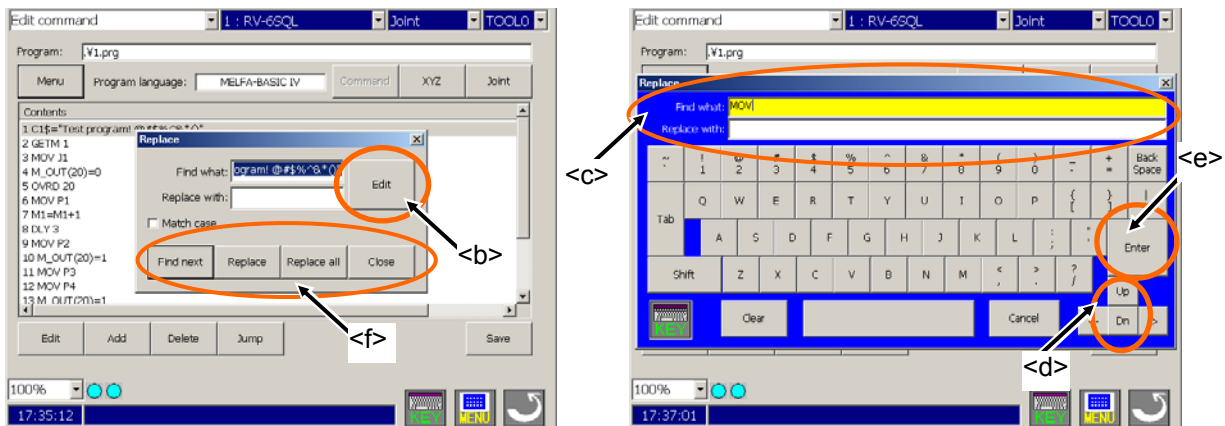 Edit command
1 : RV-6SQL
Joint
TOOL0
Program:
.¥1.prg
Menu
Program language:
MELFA-BASIC IV
Command
XYZ
Joint
Contents
1 C1$="Test program! @#$%^&*()"
2 GETM 1
3 MOV J1
4 M_OUT(20)=0
5 OVRD 20
6 MOV P1
7 M1=M1+1
8 DLY 3
9 MOV P2
10 M_OUT(20)=1
11 MOV P3
12 MOV P4
13 M_OUT(20)=1
Replace
Find what:
ogram! @#$%^&*()
Replace with:
Edit
Match case
Find next
Replace
Replace all
Close
<b>
<f>
Edit
Add
Delete
Jump
Save
100%
17:35:12
KEY
MENU
Edit command
1 : RV-6SQL
Joint
TOOL0
Program:
.¥1.prg
Replace
Find what:
MOV
Replace with:
<c>
<e>
~ ! @ # $ % ^ & * ( ) _ + Back
` 1 2 3 4 5 6 7 8 9 0 - = Space
Tab Q W E R T Y U I O P { } |
[ ]
A S D F G H J K L : "
; '
Enter
Shift Z X C V B N M < > ?
, . /
Up
KEY
Clear
Cancel
Dn >
<d>
100%
17:37:01
KEY
MENU